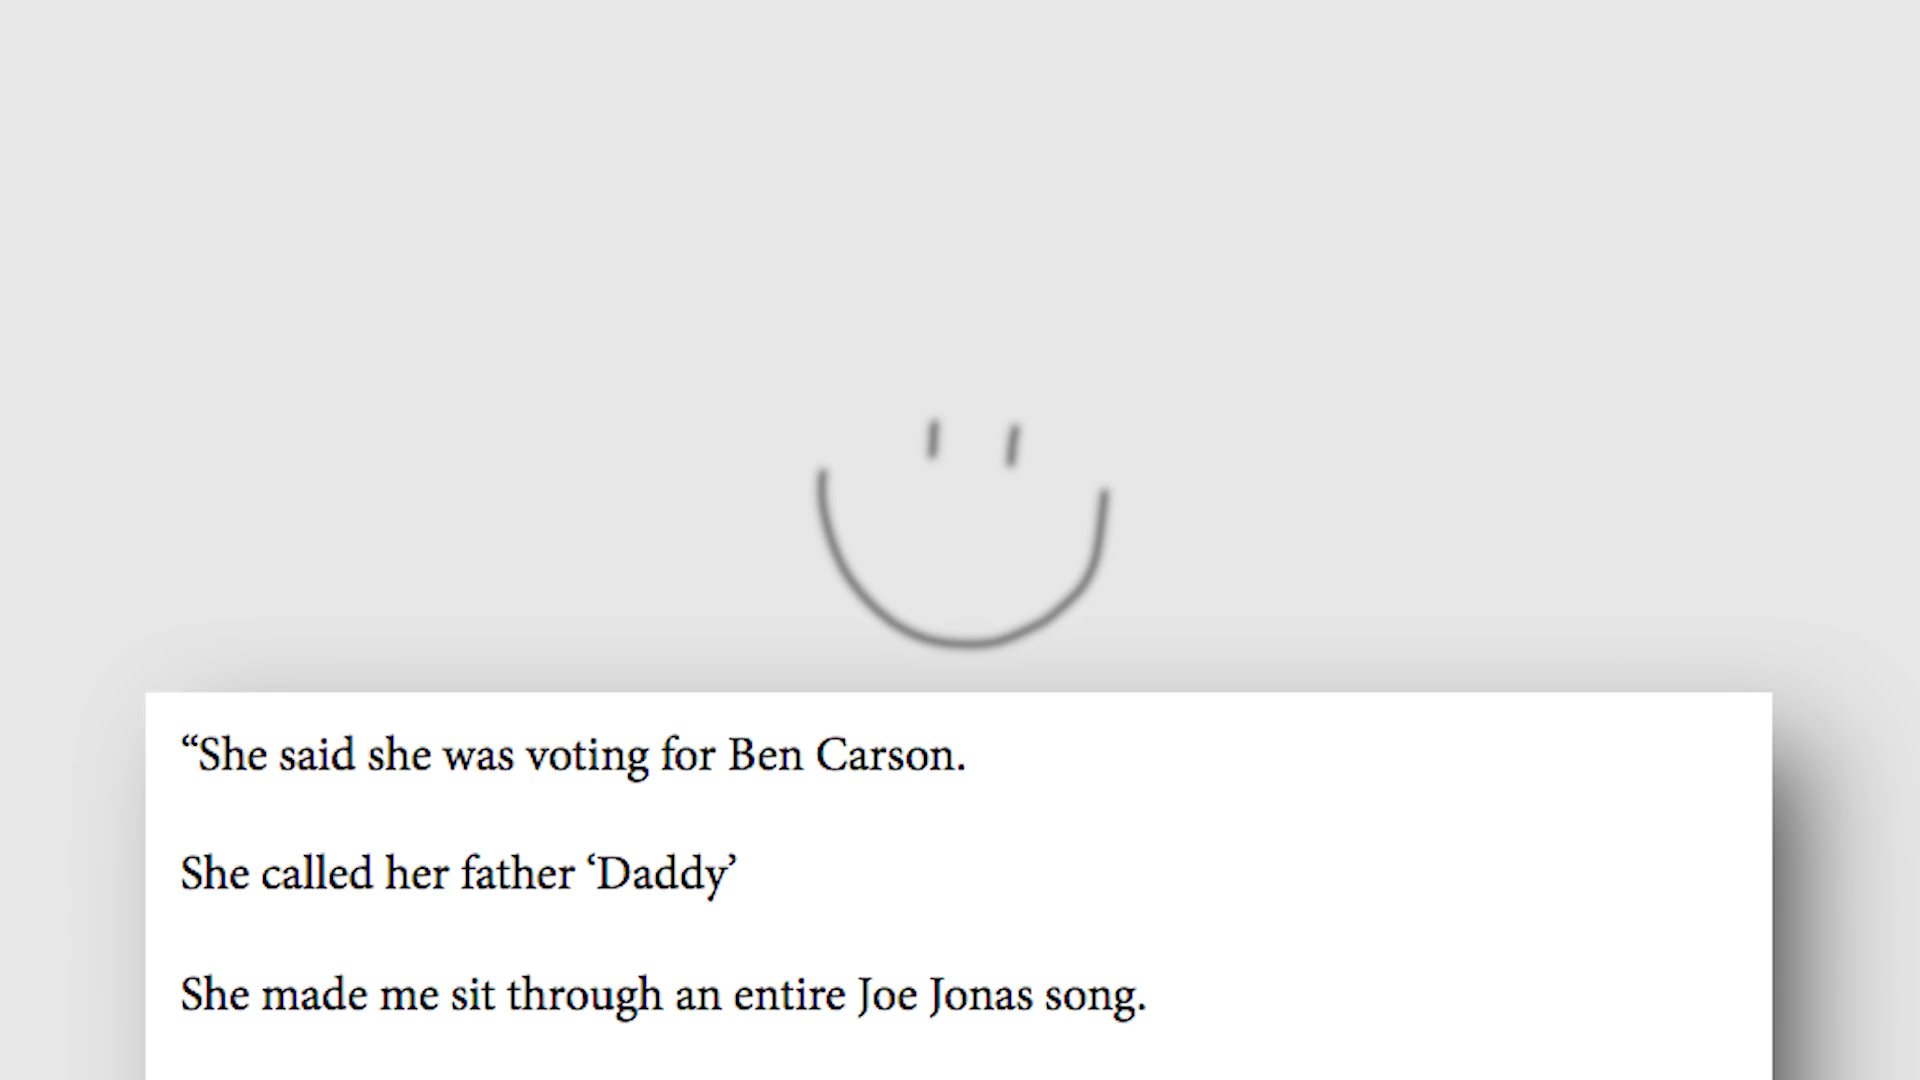 “She said she was voting for Ben Carson.
She called her father ‘Daddy’
She made me sit through an entire Joe Jonas song.